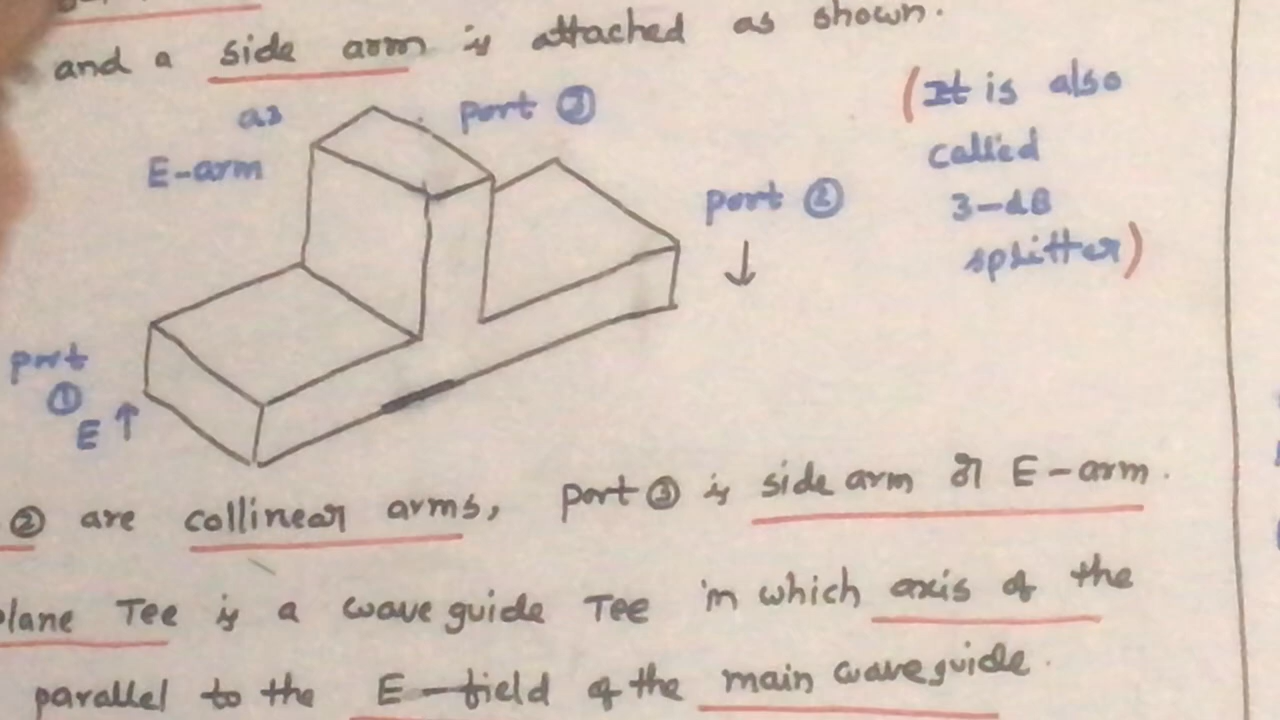 and a side arm is attached as shown.
as
E-arm
port ③
port ②
(It is also
called
3-dB
splitter)
port
①
E ↑
② are collinear arms, port ③ is side arm or E-arm.
plane Tee is a waveguide Tee in which axis of the
parallel to the E-field of the main waveguide.